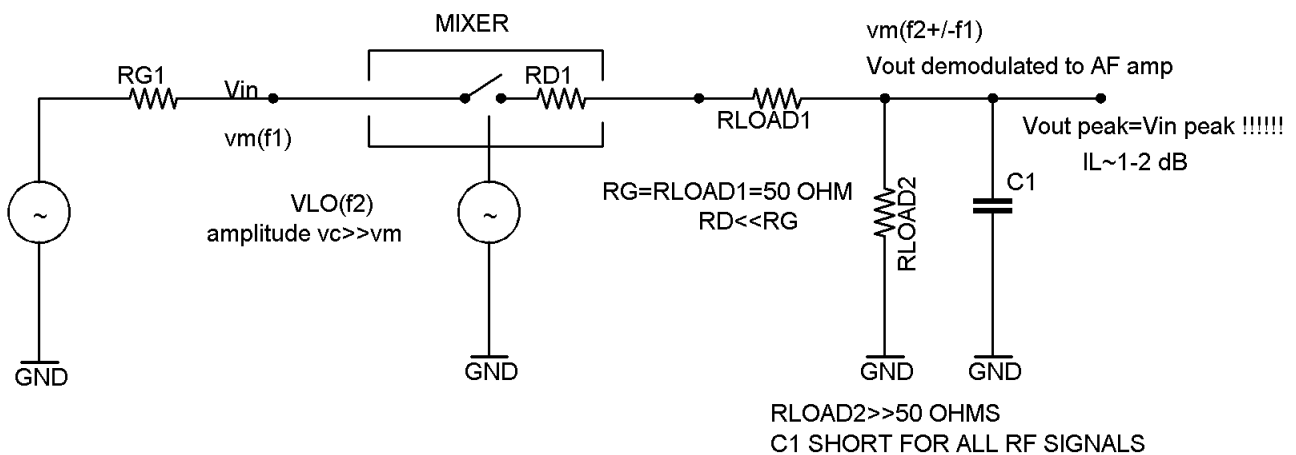 MIXER
vm(f2+/-f1)
Vout demodulated to AF amp
RG1
Vin
RD1
RLOAD1
Vout peak=Vin peak !!!!!!
IL~1-2 dB
vm(f1)
C1
RLOAD2
VLO(f2)
amplitude vc>>vm
~
~
RG=RLOAD1=50 OHM
RD<<RG
GND
GND
GND
GND
RLOAD2>>50 OHMS
C1 SHORT FOR ALL RF SIGNALS